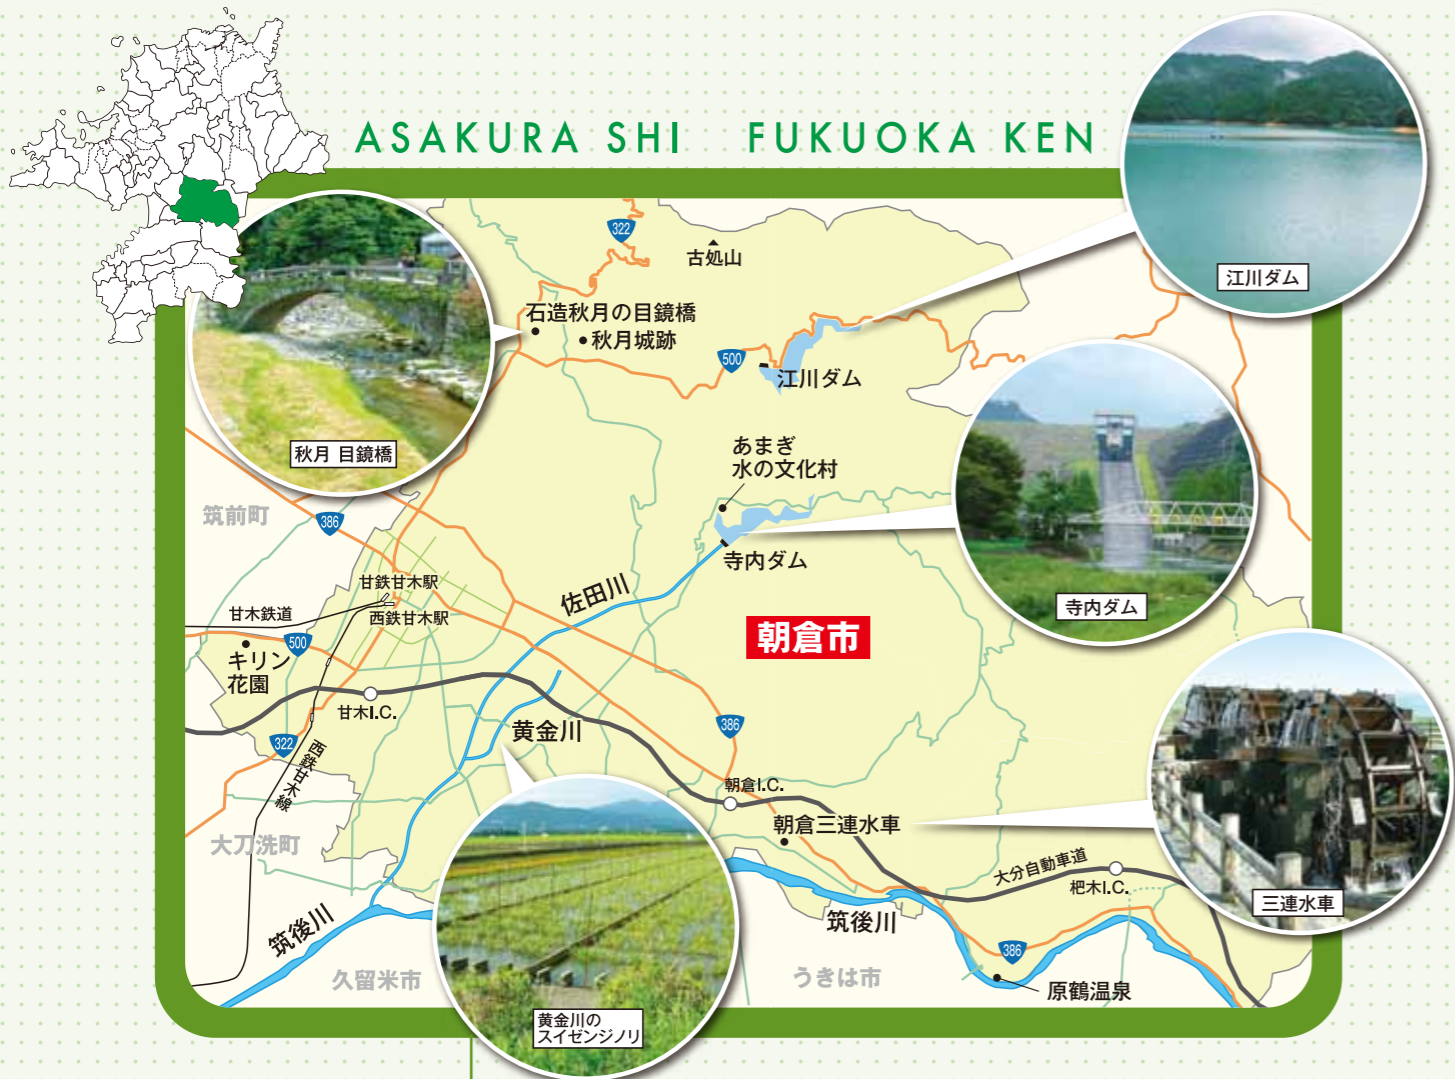 ASAKURA SHI FUKUOKA KEN
322
古処山
江川ダム
石造秋月の目鏡橋
秋月城跡
500
江川ダム
秋月 目鏡橋
あまぎ
水の文化村
筑前町
386
寺内ダム
寺内ダム
甘鉄甘木駅
佐田川
甘木鉄道
西鉄甘木駅
500
朝倉市
キリン
花園
甘木I.C.
黄金川
386
322
西鉄甘木線
朝倉I.C.
朝倉三連水車
大刀洗町
大分自動車道
杷木I.C.
三連水車
筑後川
筑後川
386
久留米市
うきは市
原鶴温泉
黄金川の
スイゼンジノリ